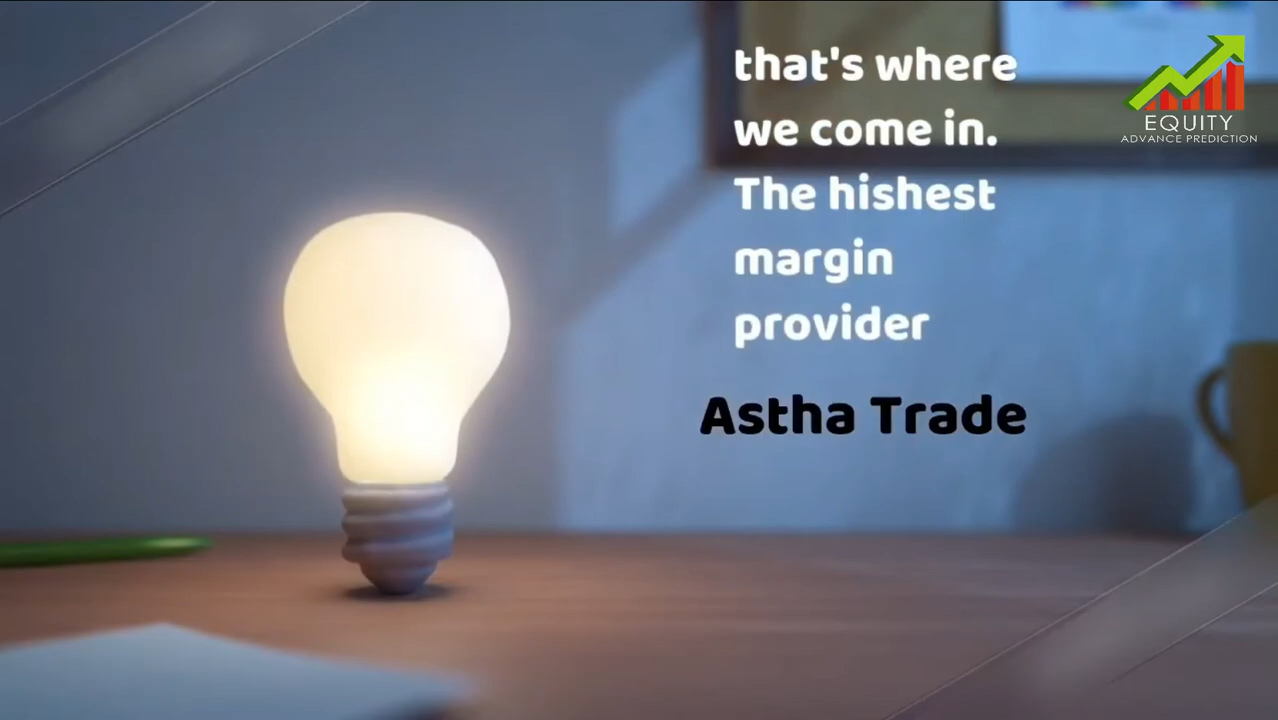 that's where
we come in.
The hishest
margin
provider
Astha Trade
EQUITY
ADVANCE PREDICTION